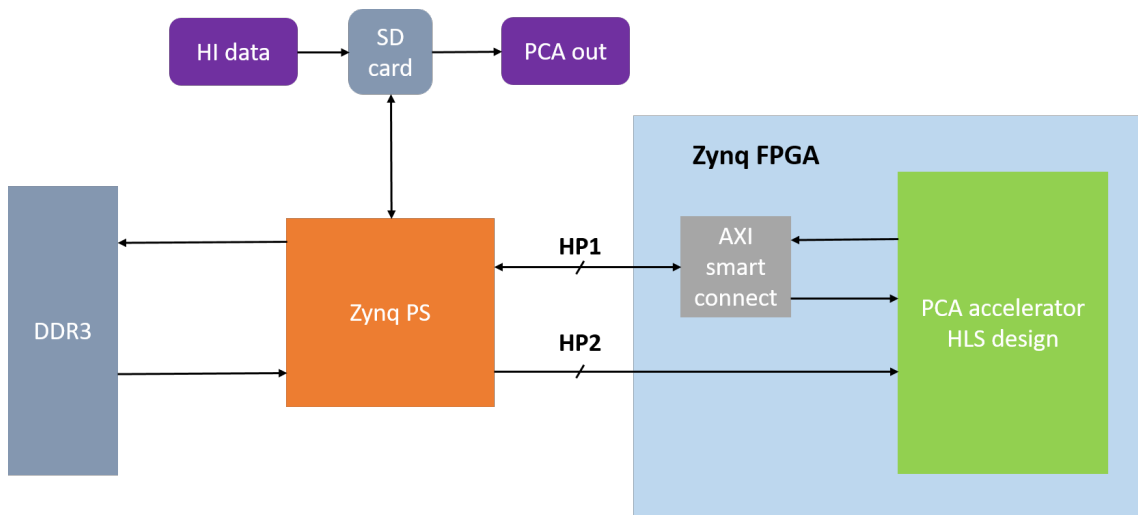 HI data
SD
card
PCA out
Zynq FPGA
DDR3
Zynq PS
HP1
HP2
AXI
smart
connect
PCA accelerator
HLS design